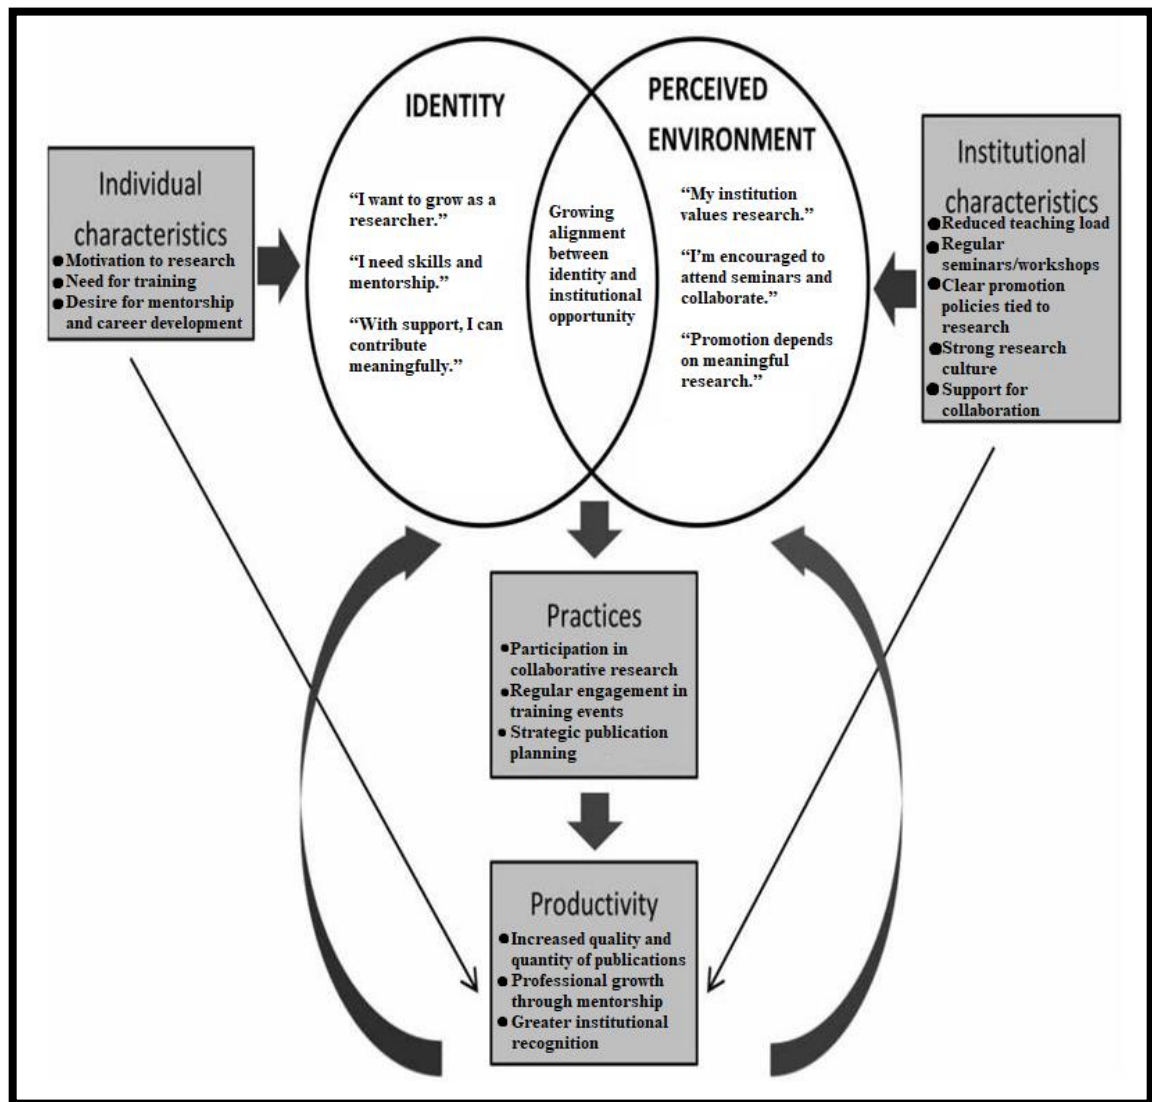 IDENTITY
PERCEIVED
ENVIRONMENT
Individual
characteristics
● Motivation to research
● Need for training
● Desire for mentorship
and career development
“I want to grow as a
researcher.”
“I need skills and
mentorship.”
“With support, I can
contribute
meaningfully.”
Growing
alignment
between
identity and
institutional
opportunity
“My institution
values research.”
“I’m encouraged to
attend seminars and
collaborate.”
“Promotion depends
on meaningful
research.”
Institutional
characteristics
● Reduced teaching load
● Regular
seminars/workshops
● Clear promotion
policies tied to
research
● Strong research
culture
● Support for
collaboration
Practices
● Participation in
collaborative research
● Regular engagement in
training events
● Strategic publication
planning
Productivity
● Increased quality and
quantity of publications
● Professional growth
through mentorship
● Greater institutional
recognition